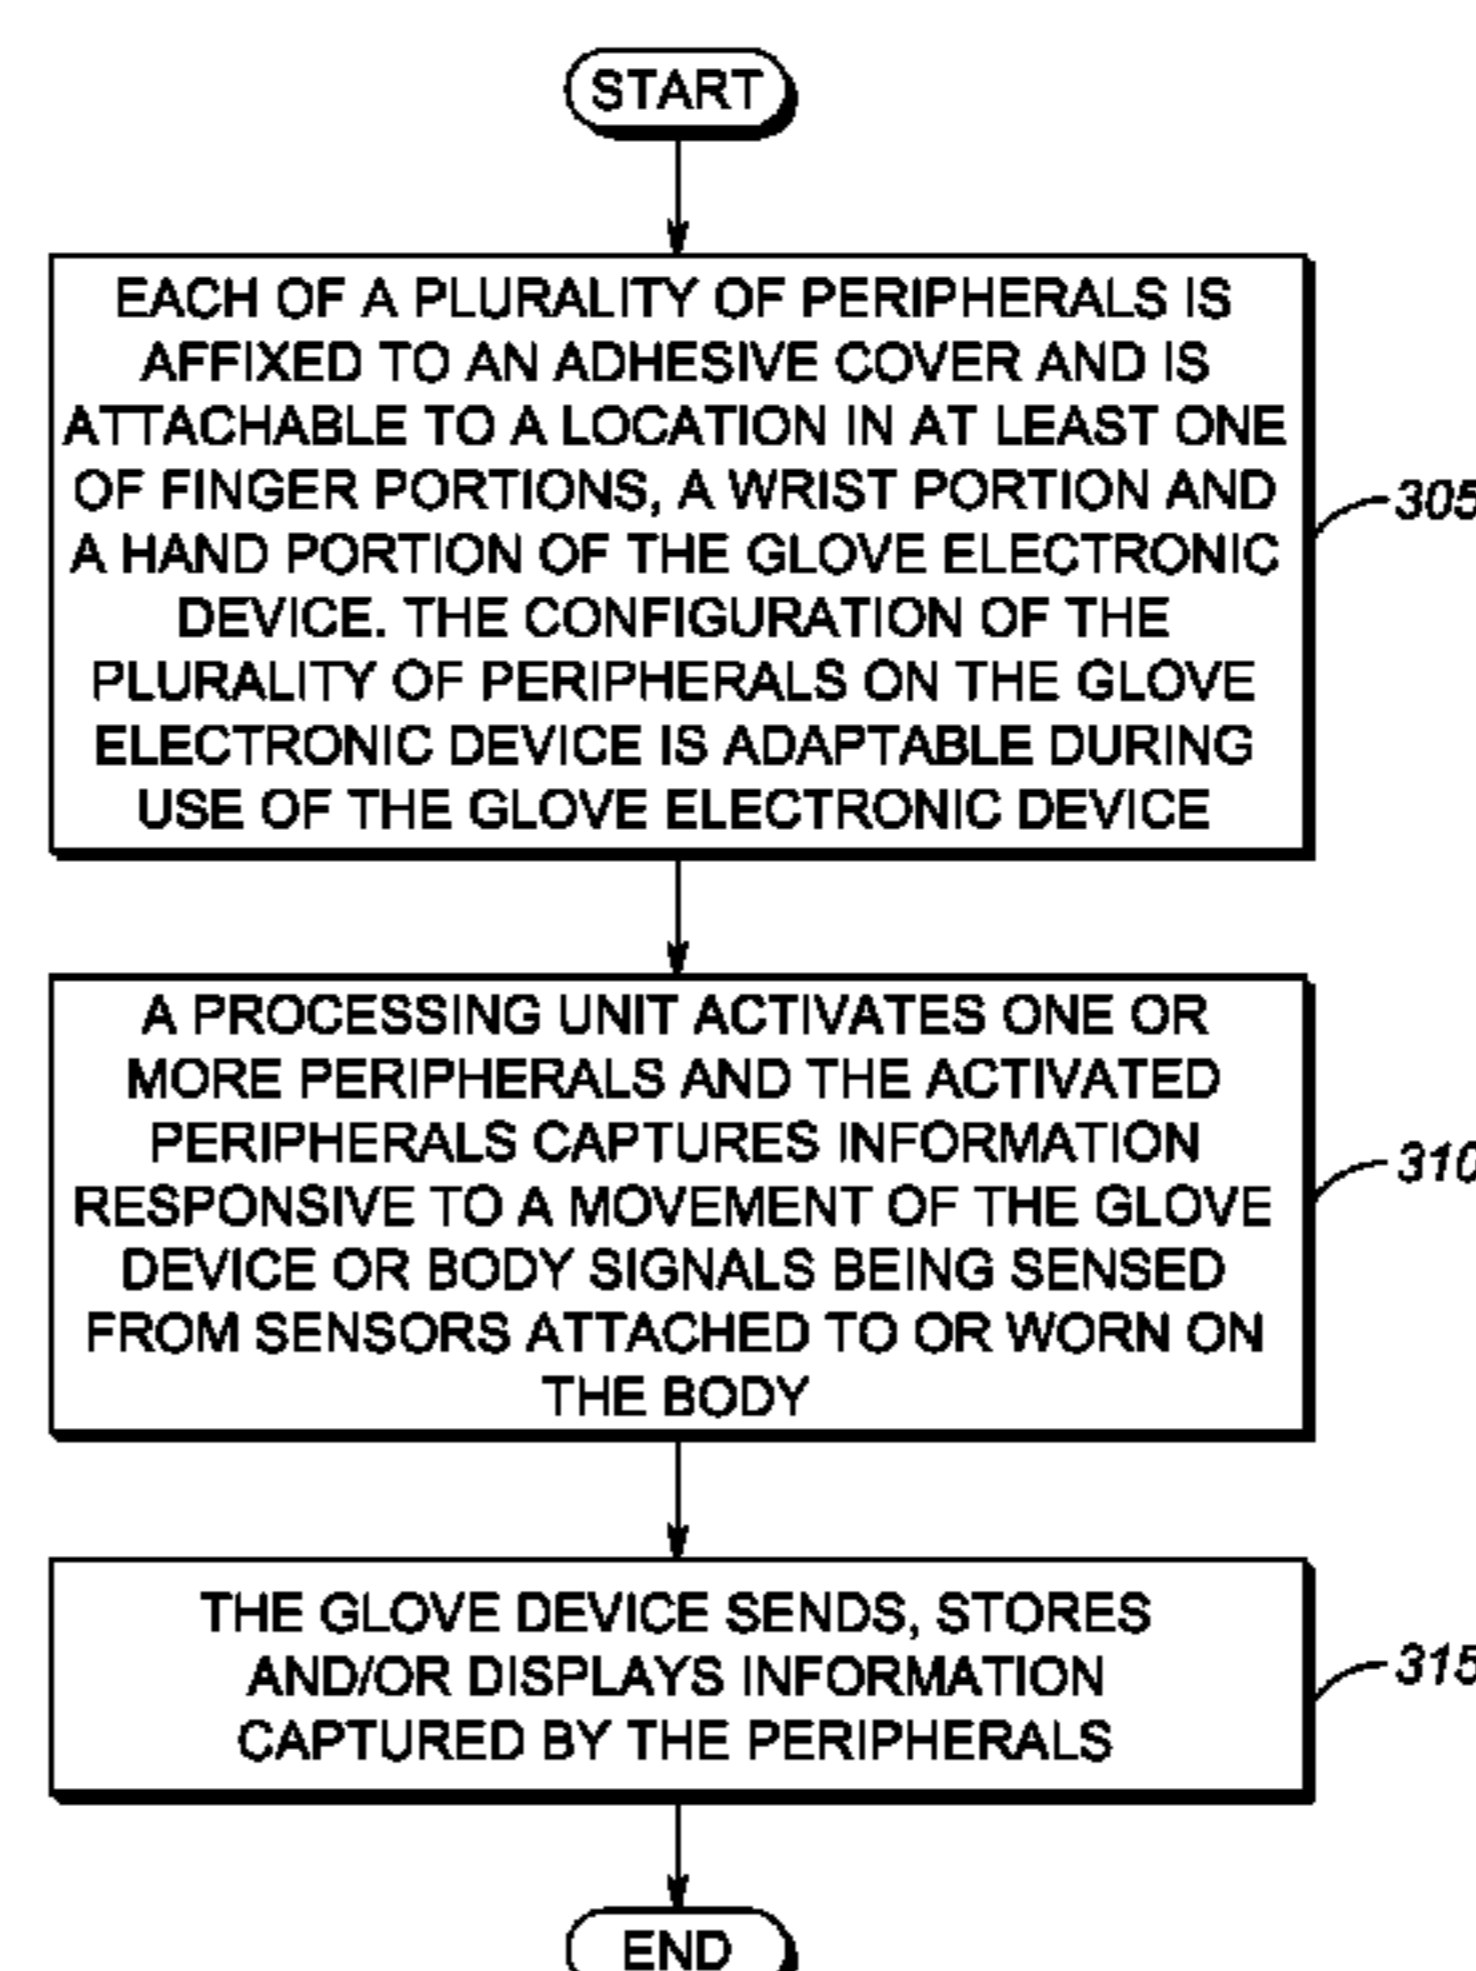 START
EACH OF A PLURALITY OF PERIPHERALS IS
AFFIXED TO AN ADHESIVE COVER AND IS
ATTACHABLE TO A LOCATION IN AT LEAST ONE
OF FINGER PORTIONS, A WRIST PORTION AND
A HAND PORTION OF THE GLOVE ELECTRONIC
DEVICE. THE CONFIGURATION OF THE
PLURALITY OF PERIPHERALS ON THE GLOVE
ELECTRONIC DEVICE IS ADAPTABLE DURING
USE OF THE GLOVE ELECTRONIC DEVICE
305
A PROCESSING UNIT ACTIVATES ONE OR
MORE PERIPHERALS AND THE ACTIVATED
PERIPHERALS CAPTURES INFORMATION
RESPONSIVE TO A MOVEMENT OF THE GLOVE
DEVICE OR BODY SIGNALS BEING SENSED
FROM SENSORS ATTACHED TO OR WORN ON
THE BODY
310
THE GLOVE DEVICE SENDS, STORES
AND/OR DISPLAYS INFORMATION
CAPTURED BY THE PERIPHERALS
315
END